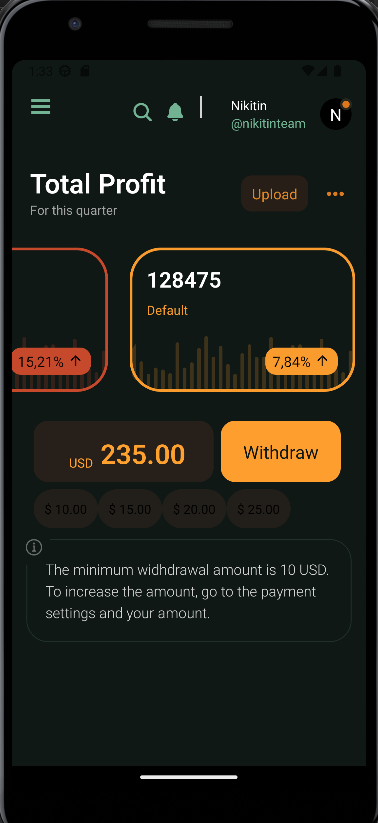 1:33
Nikitin
@nikitinteam
N
Total Profit
For this quarter
Upload
15,21%
128475
Default
7,84%
USD 235.00
Withdraw
$ 10.00 $ 15.00 $ 20.00 $ 25.00
The minimum widhdrawal amount is 10 USD.
To increase the amount, go to the payment
settings and your amount.